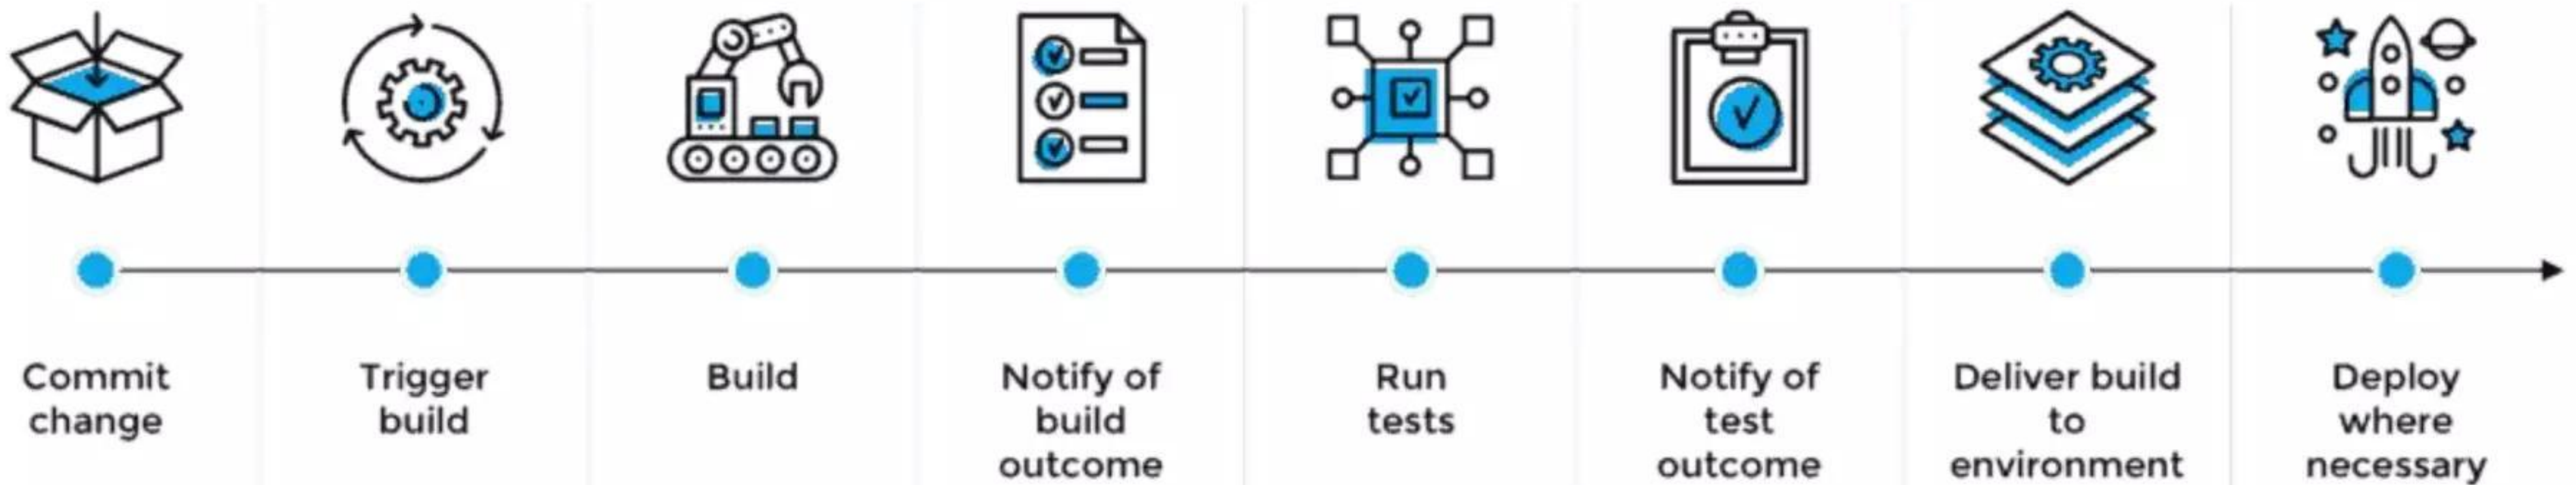 Commit
change
Trigger
build
Build
Notify of
build
outcome
Run
tests
Notify of
test
outcome
Deliver build
to
environment
Deploy
where
necessary